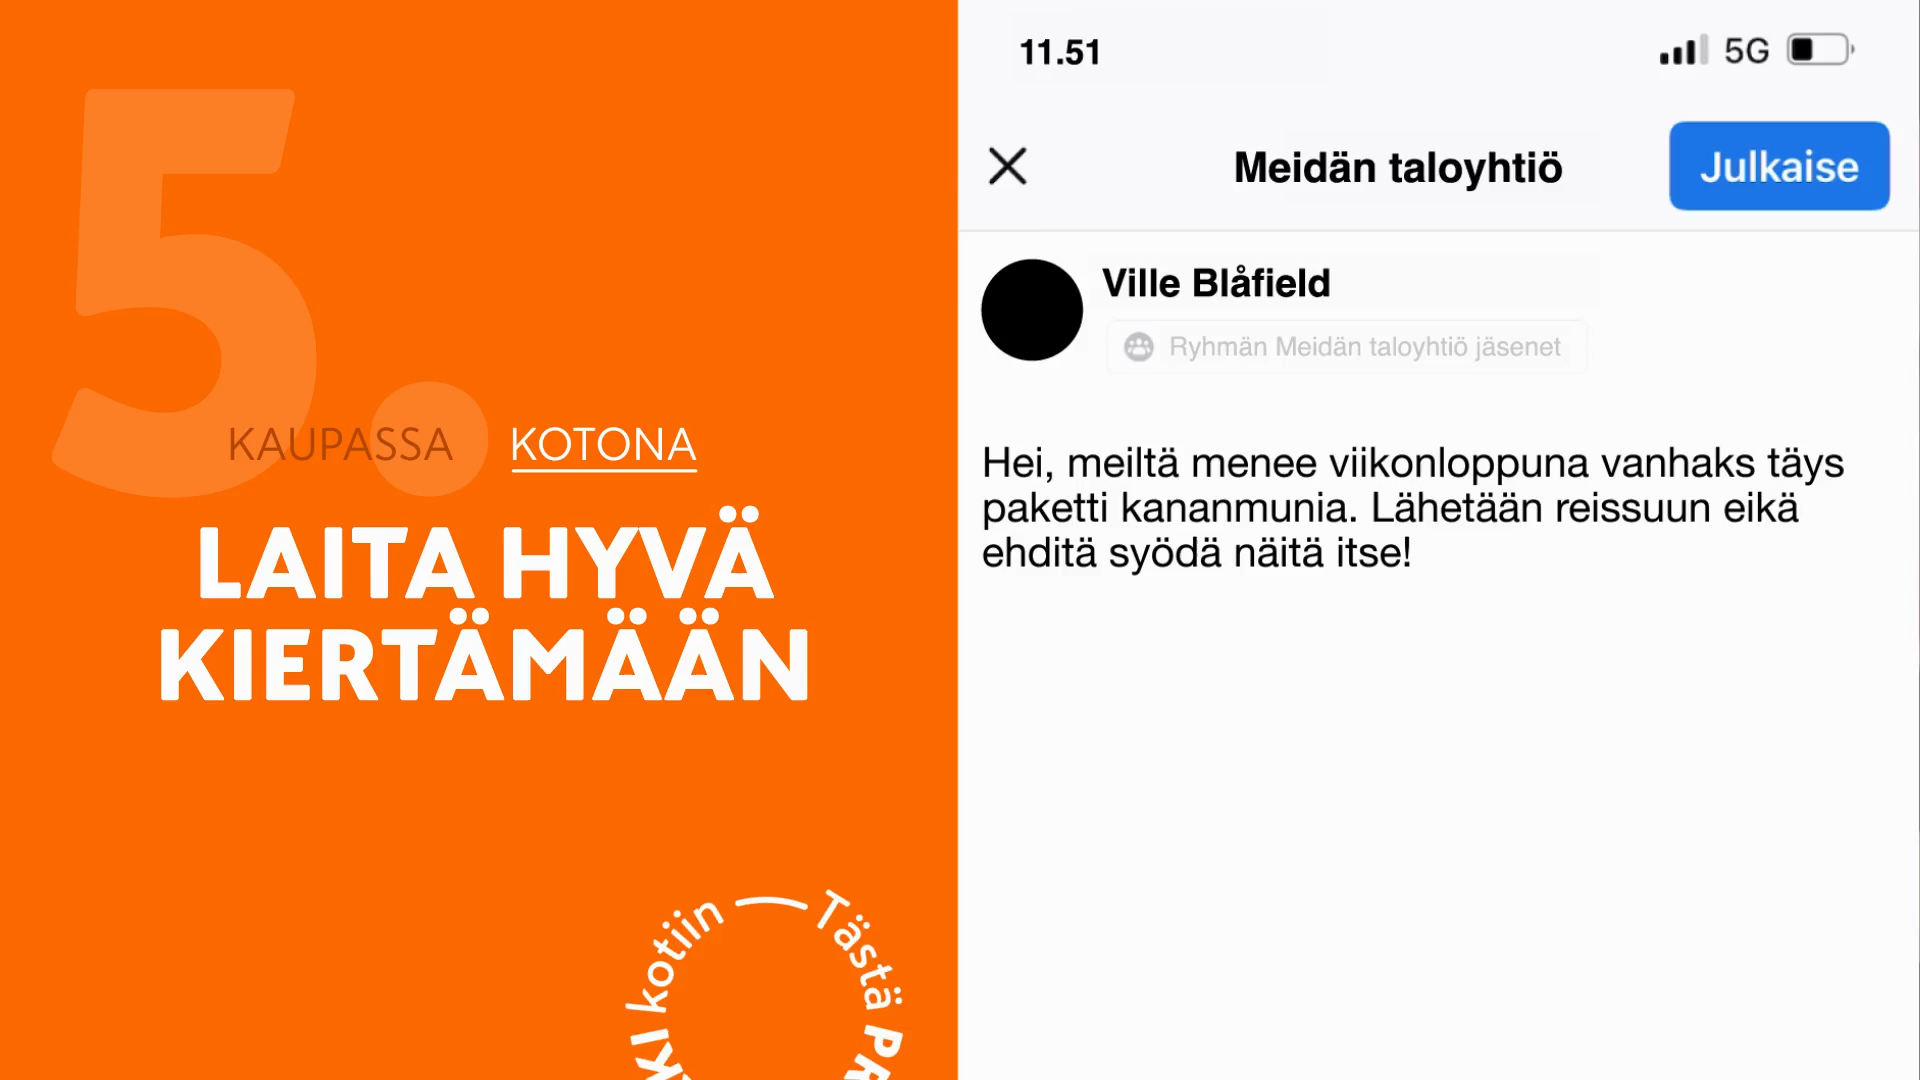 5.
KAUPASSA KOTONA
LAITA HYVÄ
KIERTÄMÄÄN
kotiin — Tästä
11.51
5G
Meidän taloyhtiö
Julkaise
Ville Blåfield
Ryhmän Meidän taloyhtiö jäsenet
Hei, meiltä menee viikonloppuna vanhaks täys
paketti kananmunia. Lähetään reissuun eikä
ehditä syödä näitä itse!